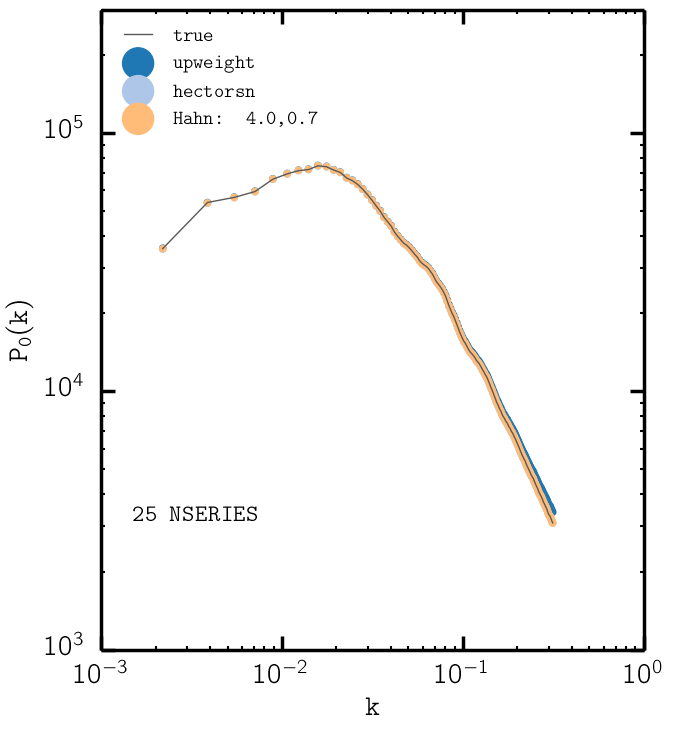 true
upweight
hectorsn
Hahn: 4.0,0.7
10^5
10^4
10^3
P_0(k)
25 NSERIES
10^{-3} 10^{-2} 10^{-1} 10^0
k